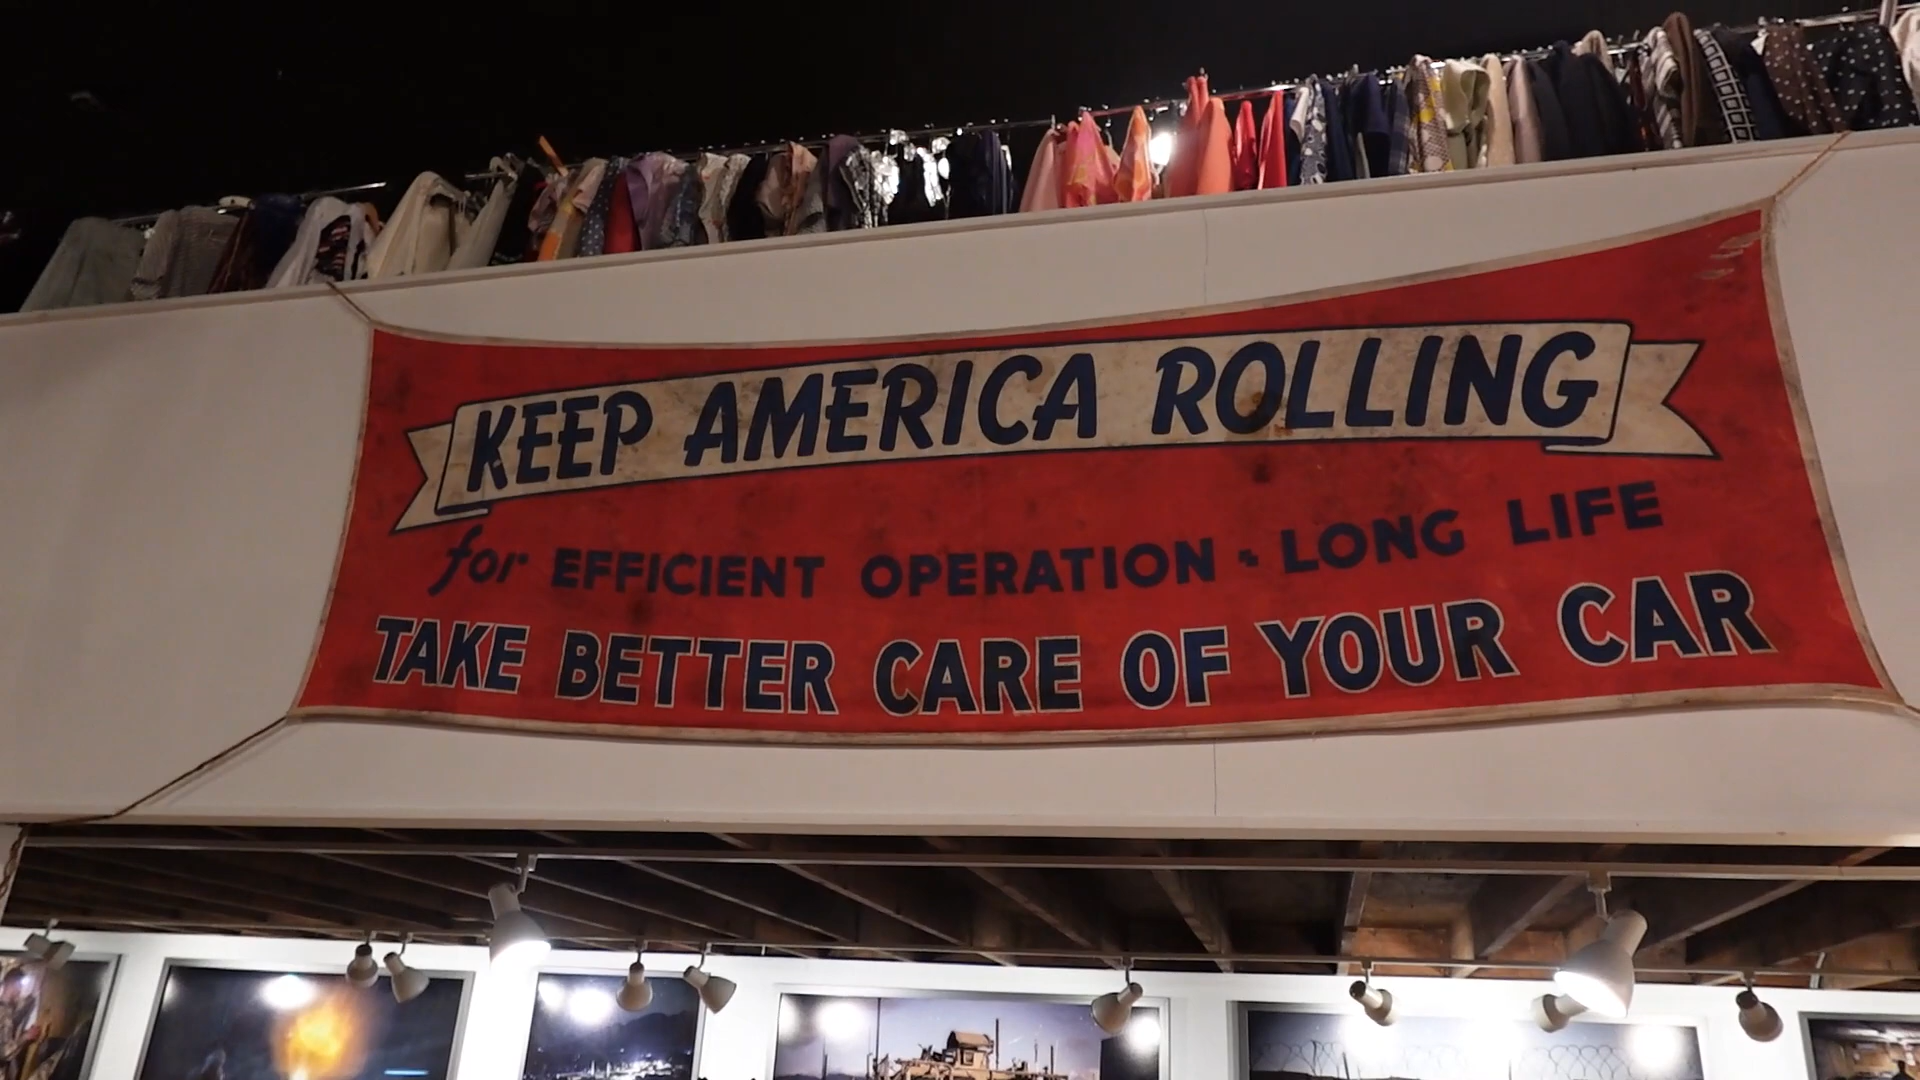 KEEP AMERICA ROLLING
for EFFICIENT OPERATION - LONG LIFE
TAKE BETTER CARE OF YOUR CAR